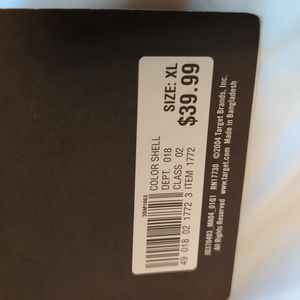 SIZE: XL
$39.99
COLOR SHELL
DEPT. 018
CLASS 02
3 ITEM 1772
49 018 02 1772
©2004 Target Brands, Inc.
RN17730 Made in Bangladesh
www.target.com
All Rights Reserved